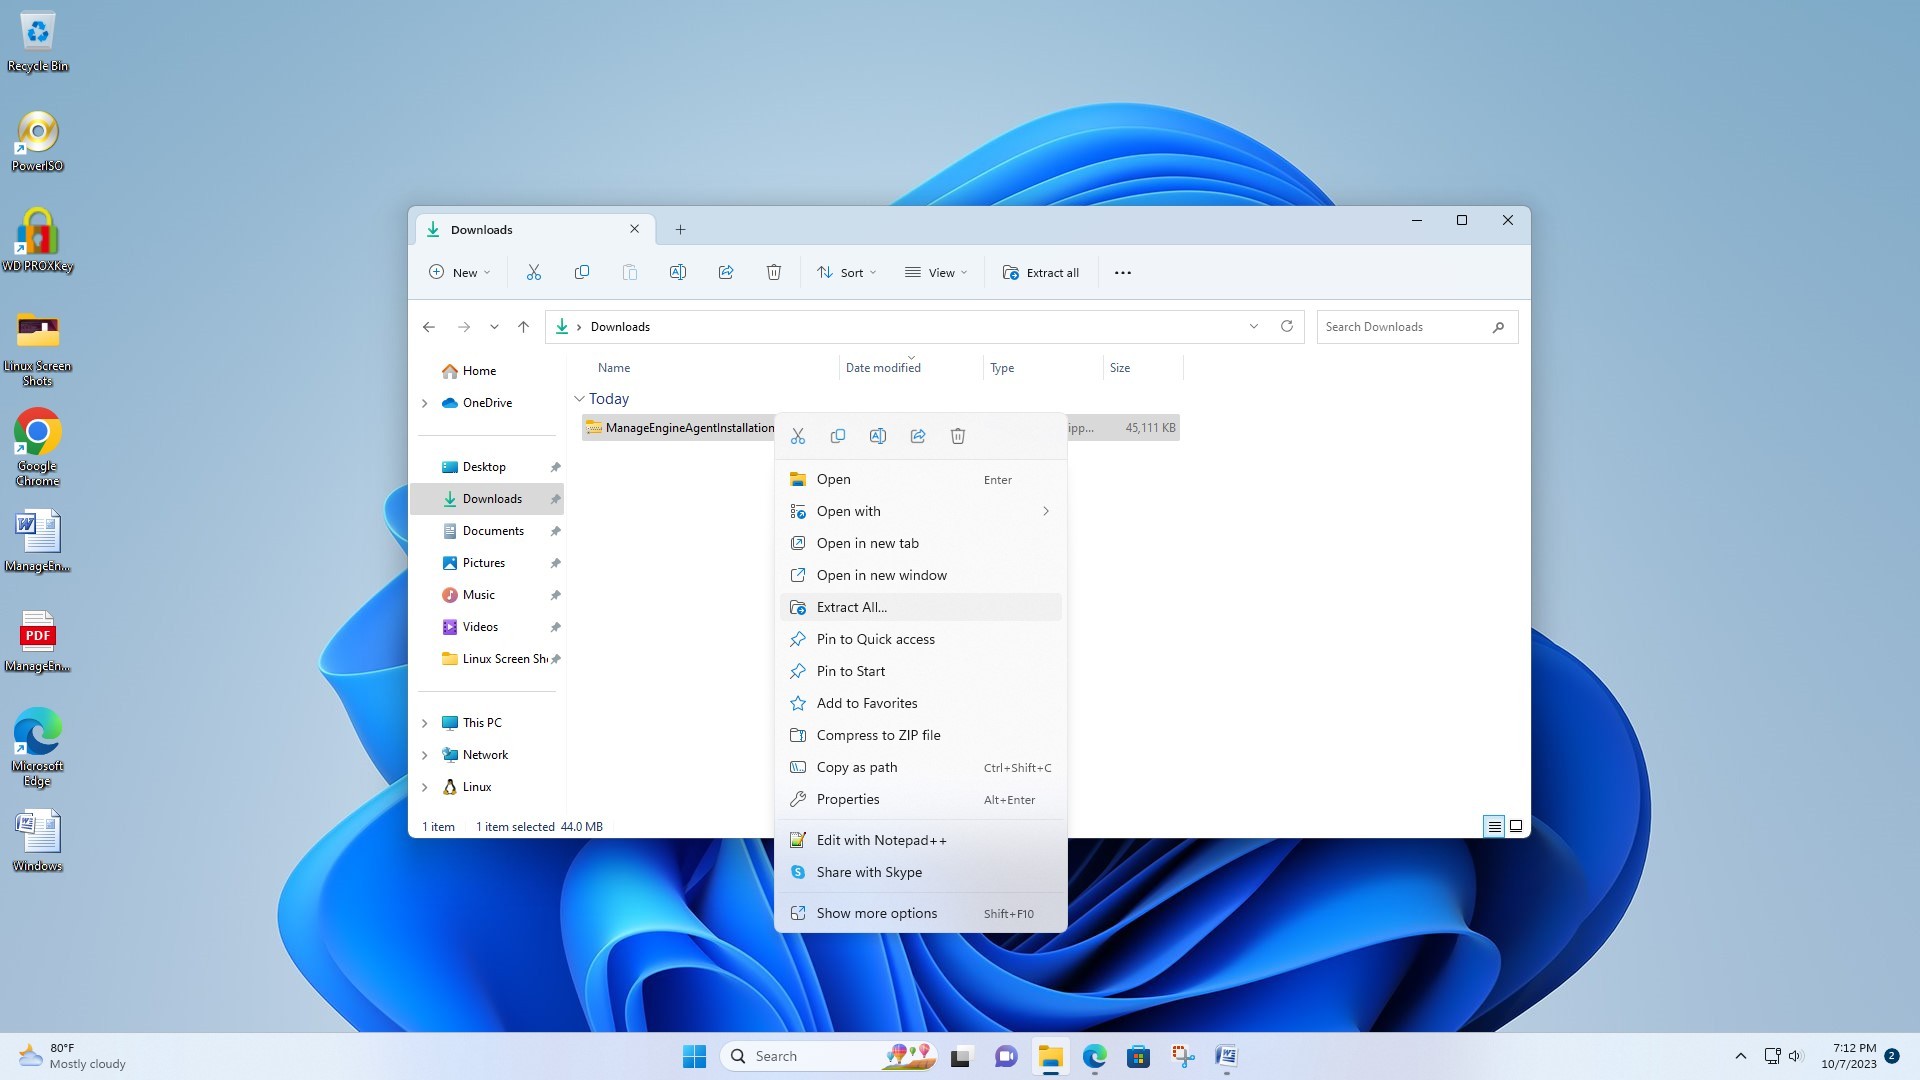 Recycle Bin
PowerISO
WD PROXKey
Linux Screen
Shots
Google
Chrome
ManageEn...
PDF
ManageEn...
Microsoft
Edge
Windows
Downloads
New
Sort
View
Extract all
Downloads
Search Downloads
Home
OneDrive
Desktop
Downloads
Documents
Pictures
Music
Videos
Linux Screen Sh
This PC
Network
Linux
Name
Date modified
Type
Size
Today
ManageEngineAgentInstallation
ipp...
45,111 KB
Open
Enter
Open with
Open in new tab
Open in new window
Extract All...
Pin to Quick access
Pin to Start
Add to Favorites
Compress to ZIP file
Copy as path
Ctrl+Shift+C
Properties
Alt+Enter
Edit with Notepad++
Share with Skype
Show more options
Shift+F10
1 item
1 item selected 44.0 MB
80°F
Mostly cloudy
Search
7:12 PM
10/7/2023
2